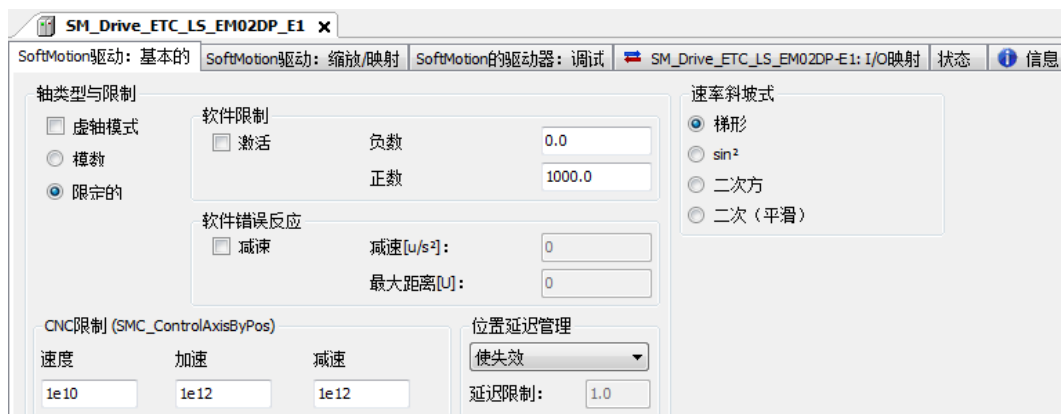 SM_Drive_ETC_LS_EM02DP_E1 x
SoftMotion驱动：基本的 SoftMotion驱动：缩放/映射 SoftMotion的驱动器：调试 SM_Drive_ETC_LS_EM02DP-E1: I/O映射 状态 信息
轴类型与限制
虚轴模式
模数
限定的
软件限制
激活 负数 0.0
正数 1000.0
软件错误反应
减速 减速[u/s²]： 0
最大距离[U]： 0
CNC限制 (SMC_ControlAxisByPos)
速度 加速 减速
1e10 1e12 1e12
位置延迟管理
使失效
延迟限制： 1.0
速率斜坡式
梯形
sin²
二次方
二次（平滑）